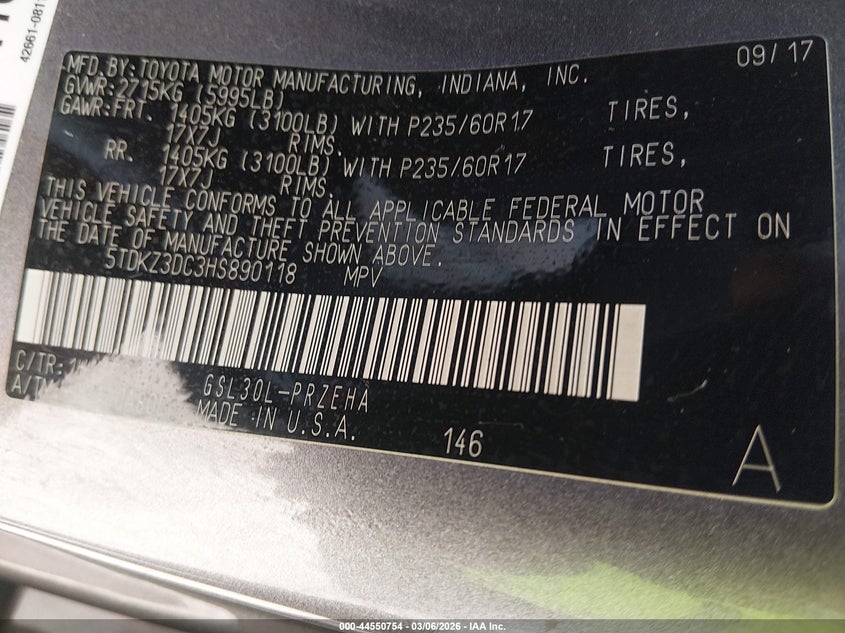 42661-081
09/17
MFD. BY: TOYOTA MOTOR MANUFACTURING, INDIANA, INC.
GVWR: 2715KG (5995LB)
GAWR: FRT. 1405KG (3100LB) WITH P235/60R17 TIRES,
17X7J RIMS.
RR. 1405KG (3100LB) WITH P235/60R17 TIRES,
17X7J RIMS.
THIS VEHICLE CONFORMS TO ALL APPLICABLE FEDERAL MOTOR
VEHICLE SAFETY AND THEFT PREVENTION STANDARDS IN EFFECT ON
THE DATE OF MANUFACTURE SHOWN ABOVE.
5TDKZ3DC3HS890118 MPV
C/TR:
A/TM
GSL30L-PRZEHA
MADE IN U.S.A.
146
A
000-44550754 - 03/06/2026 - IAA Inc.